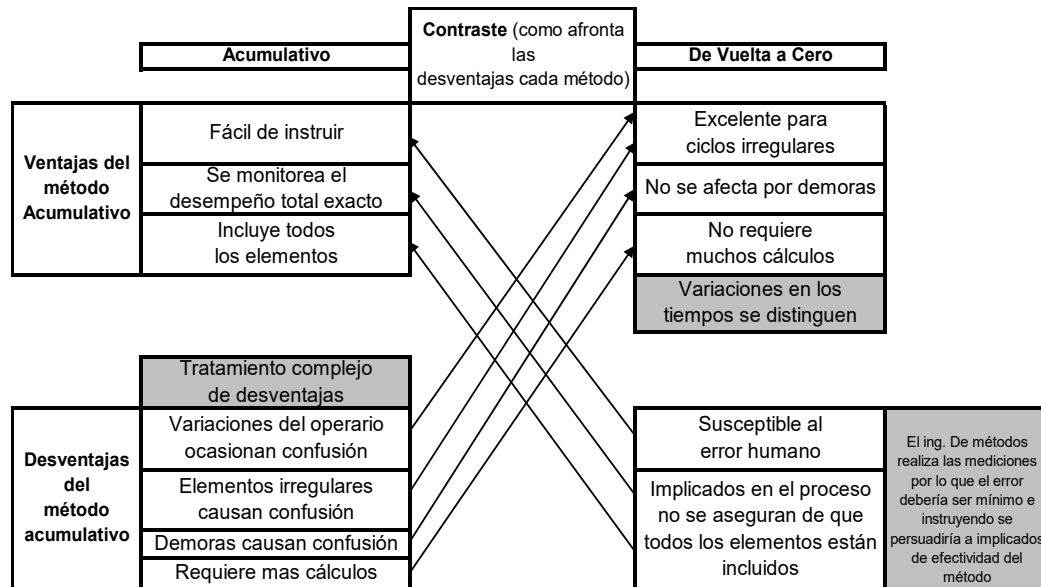 Contraste (como afronta
las
desventajas cada método)
Acumulativo
De Vuelta a Cero
Ventajas del
método
Acumulativo
Fácil de instruir
Se monitorea el
desempeño total exacto
Incluye todos
los elementos
Excelente para
ciclos irregulares
No se afecta por demoras
No requiere
muchos cálculos
Variaciones en los
tiempos se distinguen
Tratamiento complejo
de desventajas
Desventajas
del
método
acumulativo
Variaciones del operario
ocasionan confusión
Elementos irregulares
causan confusión
Demoras causan confusión
Requiere mas cálculos
Susceptible al
error humano
Implicados en el proceso
no se aseguran de que
todos los elementos están
incluidos
El ing. De métodos
realiza las mediciones
por lo que el error
debería ser mínimo e
instruyendo se
persuadiría a implicados
de efectividad del
método